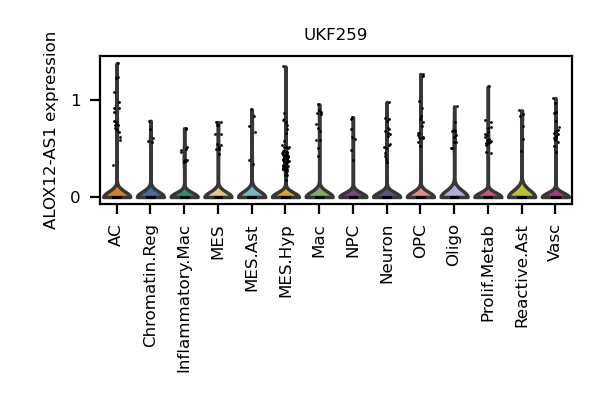 UKF259
ALOX12-AS1 expression
1
0
AC
Chromatin.Reg
Inflammatory.Mac
MES
MES.Ast
MES.Hyp
Mac
NPC
Neuron
OPC
Oligo
Prolif.Metab
Reactive.Ast
Vasc